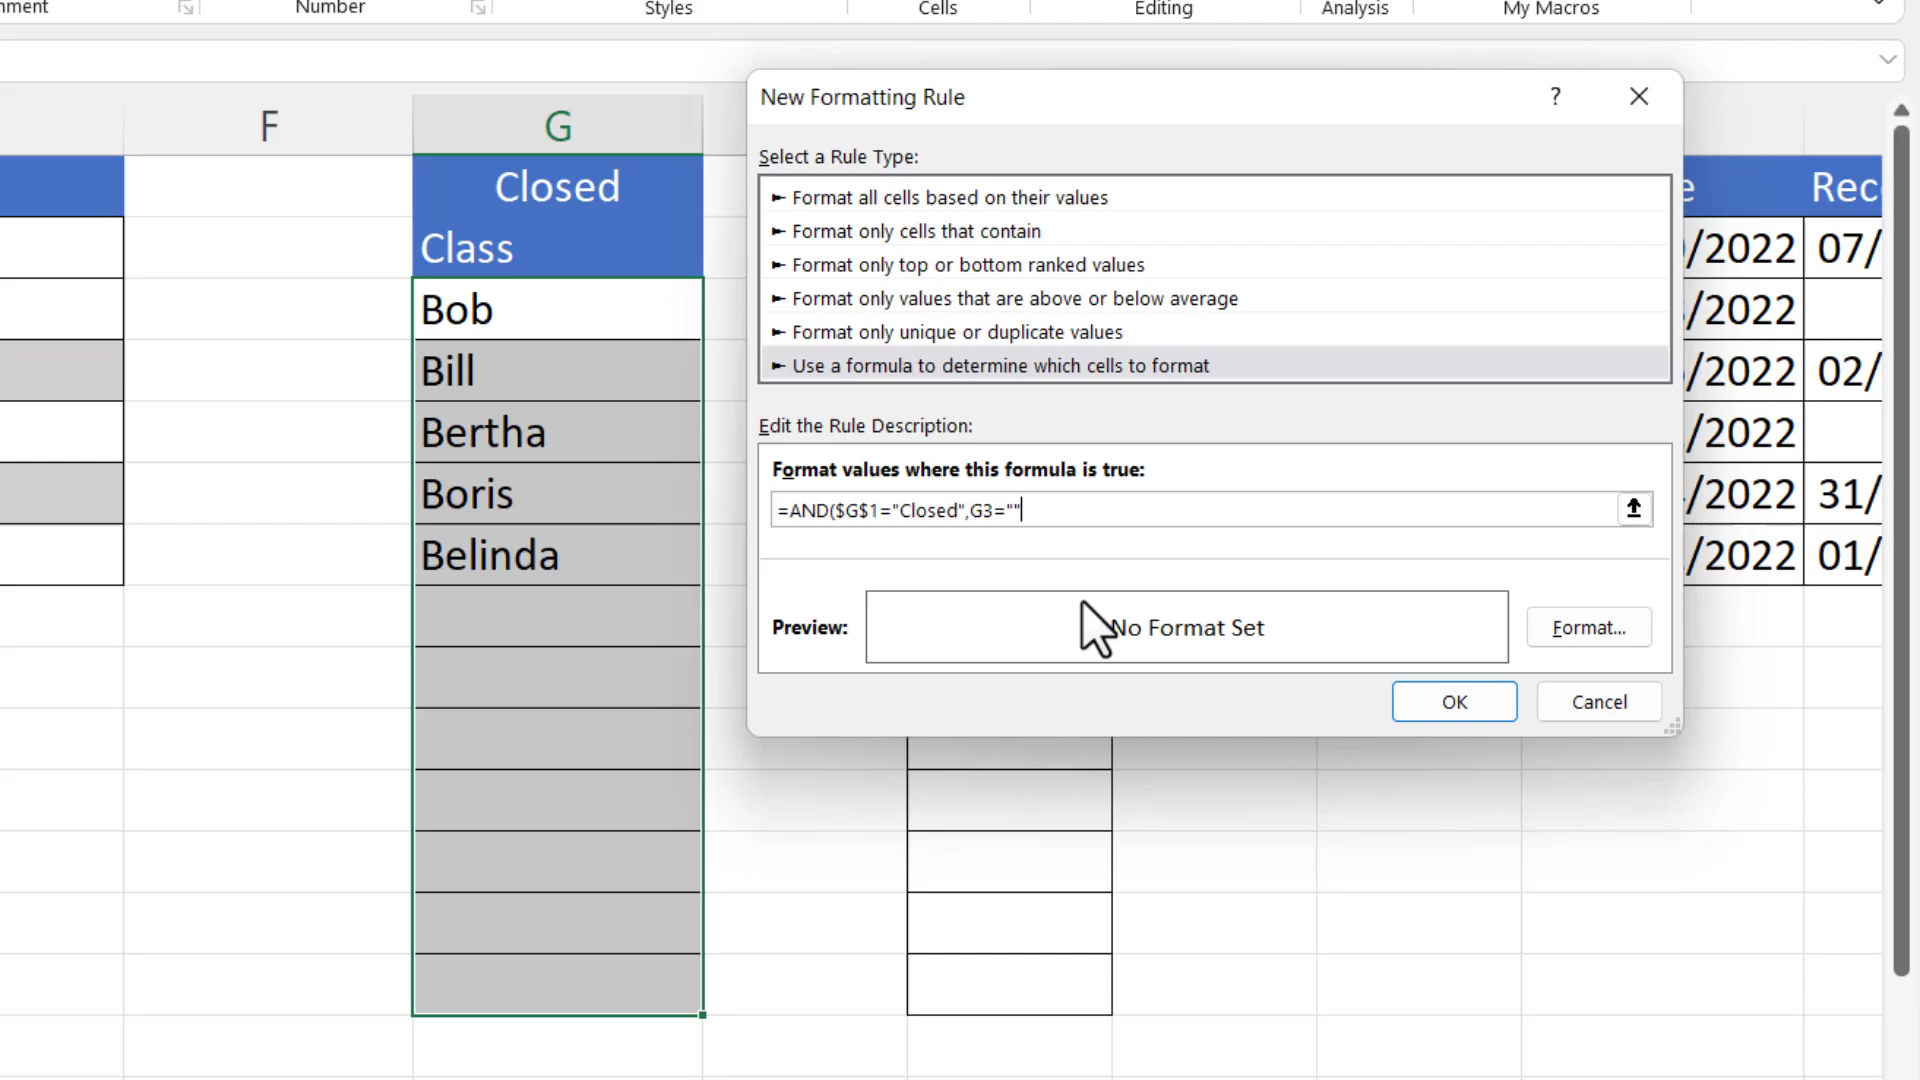 nment
Number
Styles
Cells
Editing
Analysis
My Macros
F
G
Closed
Class
Bob
Bill
Bertha
Boris
Belinda
New Formatting Rule
?
Select a Rule Type:
► Format all cells based on their values
► Format only cells that contain
► Format only top or bottom ranked values
► Format only values that are above or below average
► Format only unique or duplicate values
► Use a formula to determine which cells to format
Edit the Rule Description:
Format values where this formula is true:
=AND($G$1="Closed",G3=""
Preview:
No Format Set
Format...
OK
Cancel
e Rec
/2022 07/
/2022
/2022 02/
/2022
/2022 31/
/2022 01/